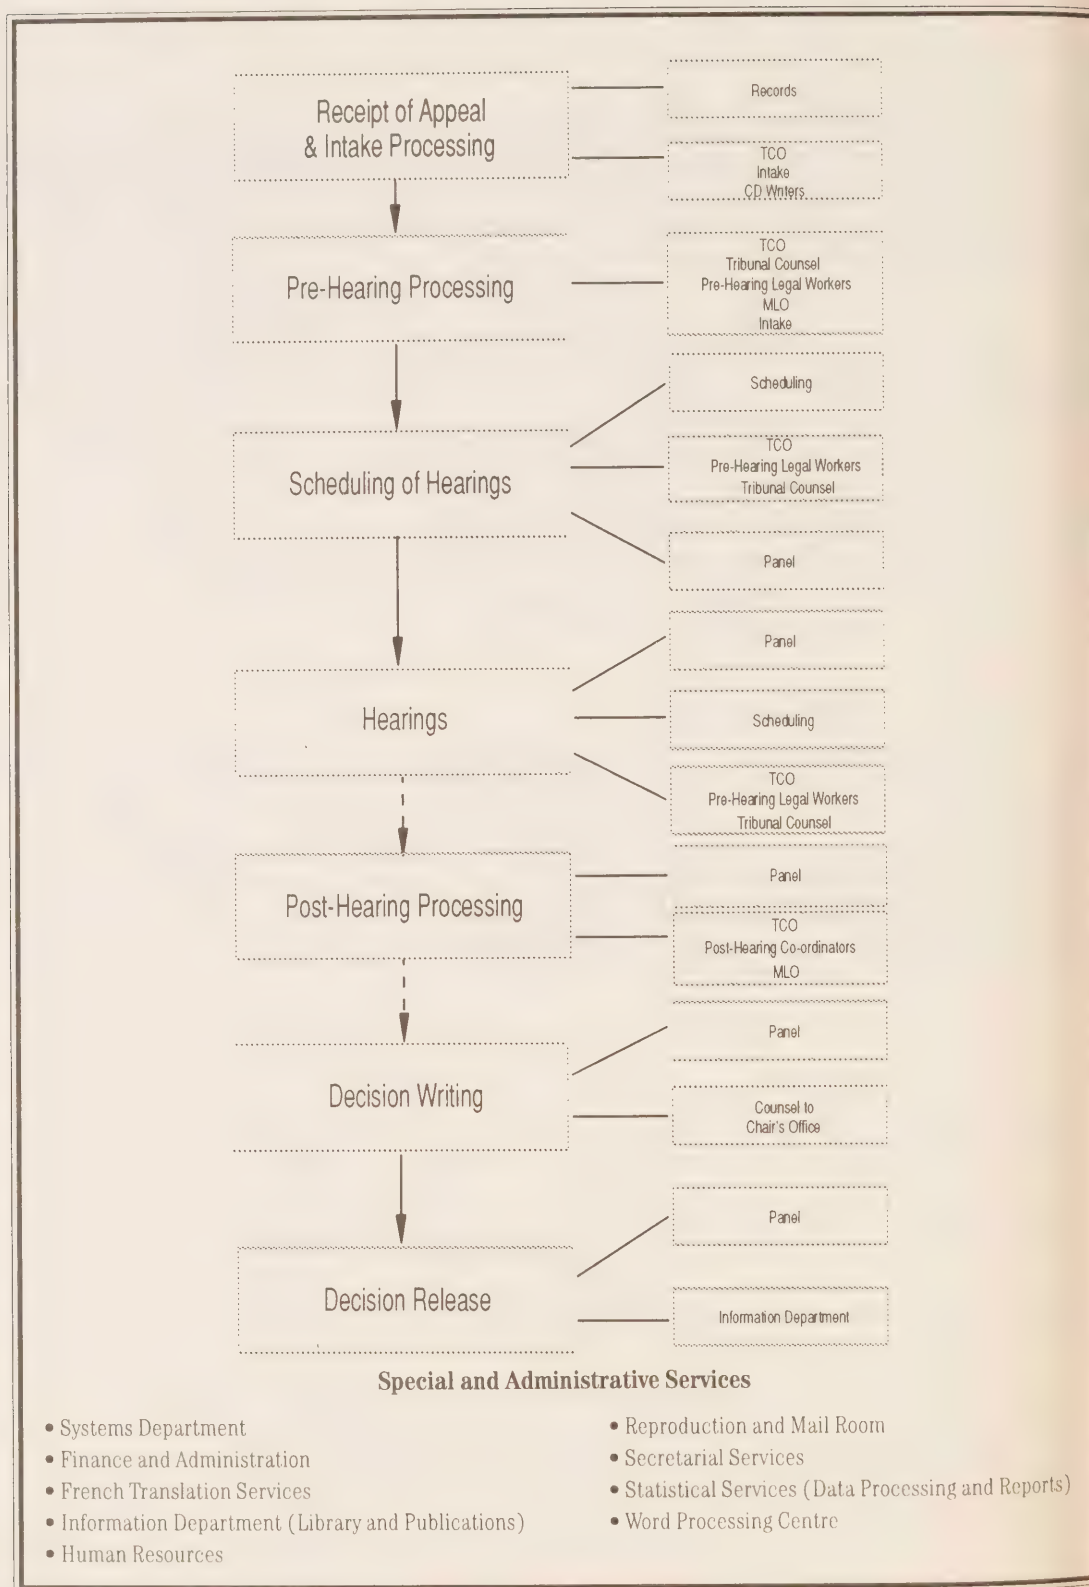 Receipt of Appeal
& Intake Processing
Records
TCO
Intake
CD Writers
Pre-Hearing Processing
TCO
Tribunal Counsel
Pre-Hearing Legal Workers
MLO
Intake
Scheduling of Hearings
Scheduling
TCO
Pre-Hearing Legal Workers
Tribunal Counsel
Panel
Hearings
Panel
Scheduling
TCO
Pre-Hearing Legal Workers
Tribunal Counsel
Post-Hearing Processing
Panel
TCO
Post-Hearing Co-ordinators
MLO
Decision Writing
Panel
Counsel to
Chair's Office
Decision Release
Panel
Information Department
Special and Administrative Services
• Systems Department
• Finance and Administration
• French Translation Services
• Information Department (Library and Publications)
• Human Resources
• Reproduction and Mail Room
• Secretarial Services
• Statistical Services (Data Processing and Reports)
• Word Processing Centre